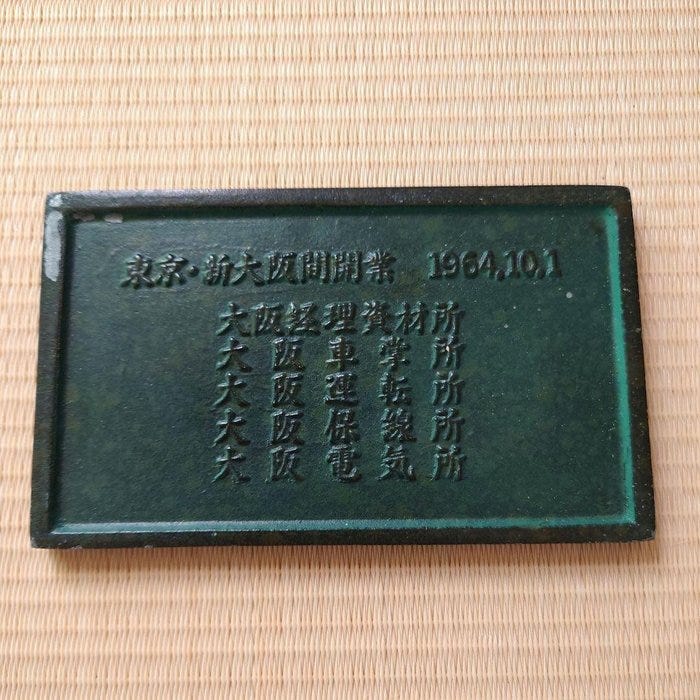 東京・新大阪間開業 1964.10.1
大阪経理資材所
大阪車掌所
大阪運転所
大阪保線所
大阪電気所